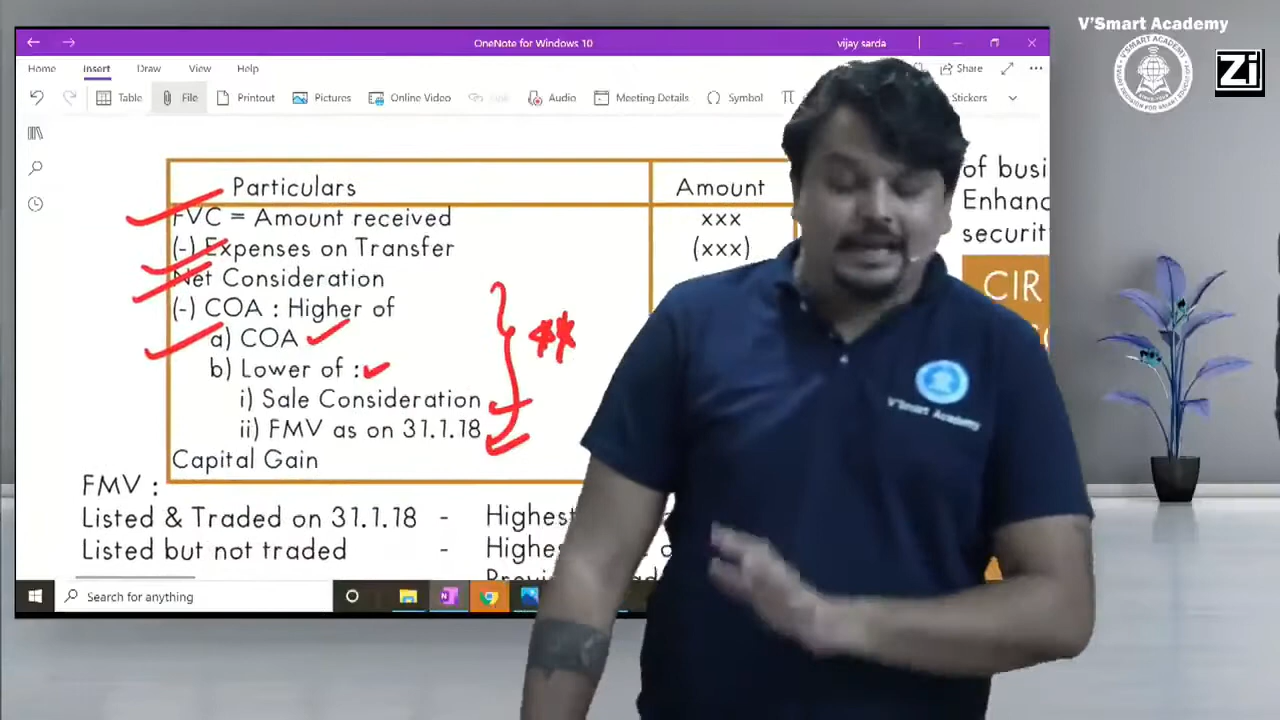 V'Smart Academy
OneNote for Windows 10
vijay sarda
Home Insert Draw View Help
Share
Table File Printout Pictures Online Video Link Audio Meeting Details Symbol Stickers
Particulars Amount
FVC = Amount received xxx
(-) Expenses on Transfer (xxx)
Net Consideration
(-) COA : Higher of
a) COA
b) Lower of :
i) Sale Consideration
ii) FMV as on 31.1.18
Capital Gain
FMV :
Listed & Traded on 31.1.18 - Highest
Listed but not traded - Highest
of busi
Enhanc
securit
CIR
Search for anything
Zi
V'Smart Academy